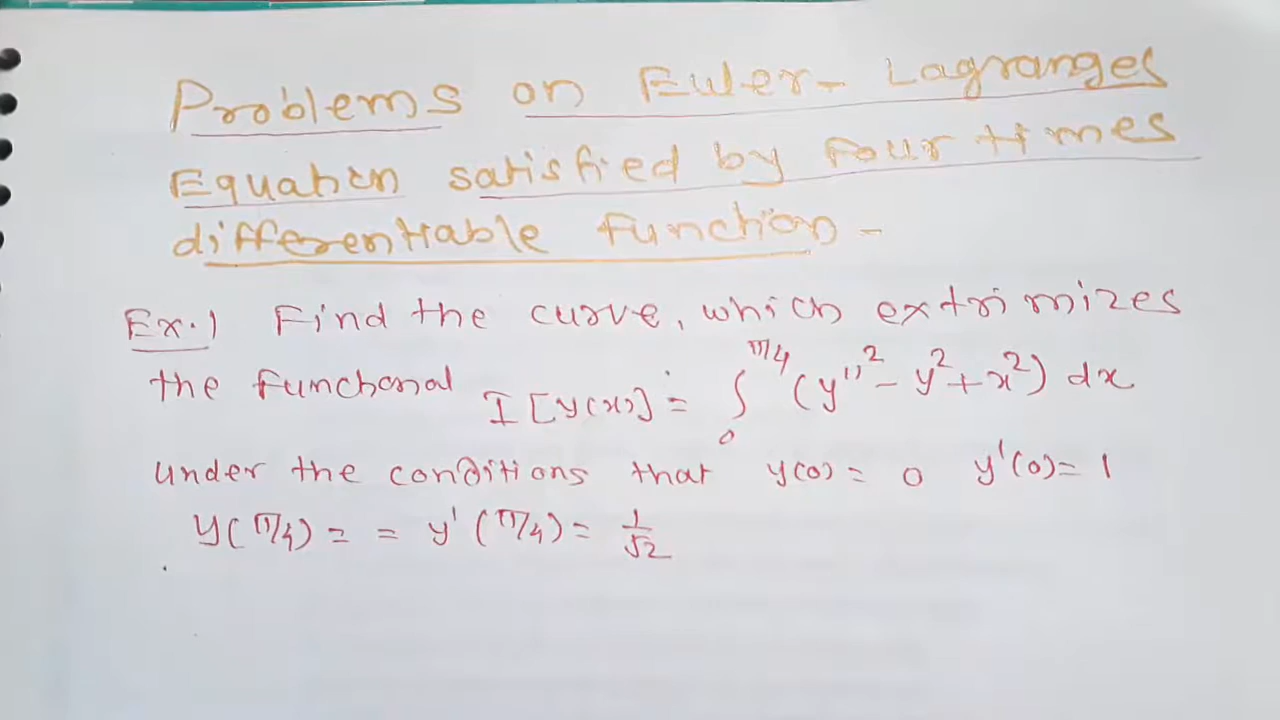 Problems on Euler- Lagranges
Equation satisfied by four times
differentiable function -
Ex.1 Find the curve, which extrimizes
the functional I[y(x)] = ∫₀^π/4 (y''² - y² + x²) dx
under the conditions that y(0) = 0 y'(0) = 1
y(π/4) = = y'(π/4) = 1/√2